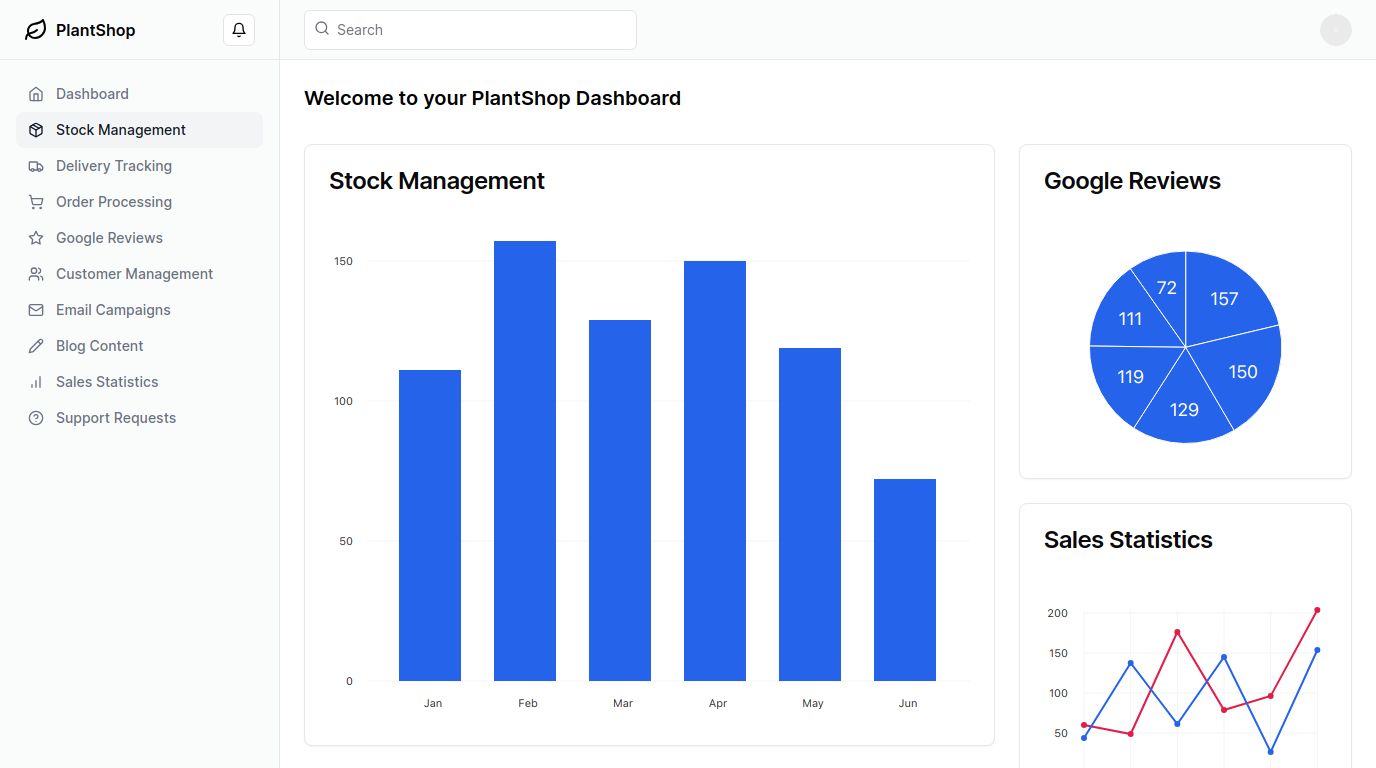 PlantShop
Search
Dashboard
Stock Management
Delivery Tracking
Order Processing
Google Reviews
Customer Management
Email Campaigns
Blog Content
Sales Statistics
Support Requests
Welcome to your PlantShop Dashboard
Stock Management
150
100
50
0
Jan Feb Mar Apr May Jun
Google Reviews
72 157
111
119 150
129
Sales Statistics
200
150
100
50